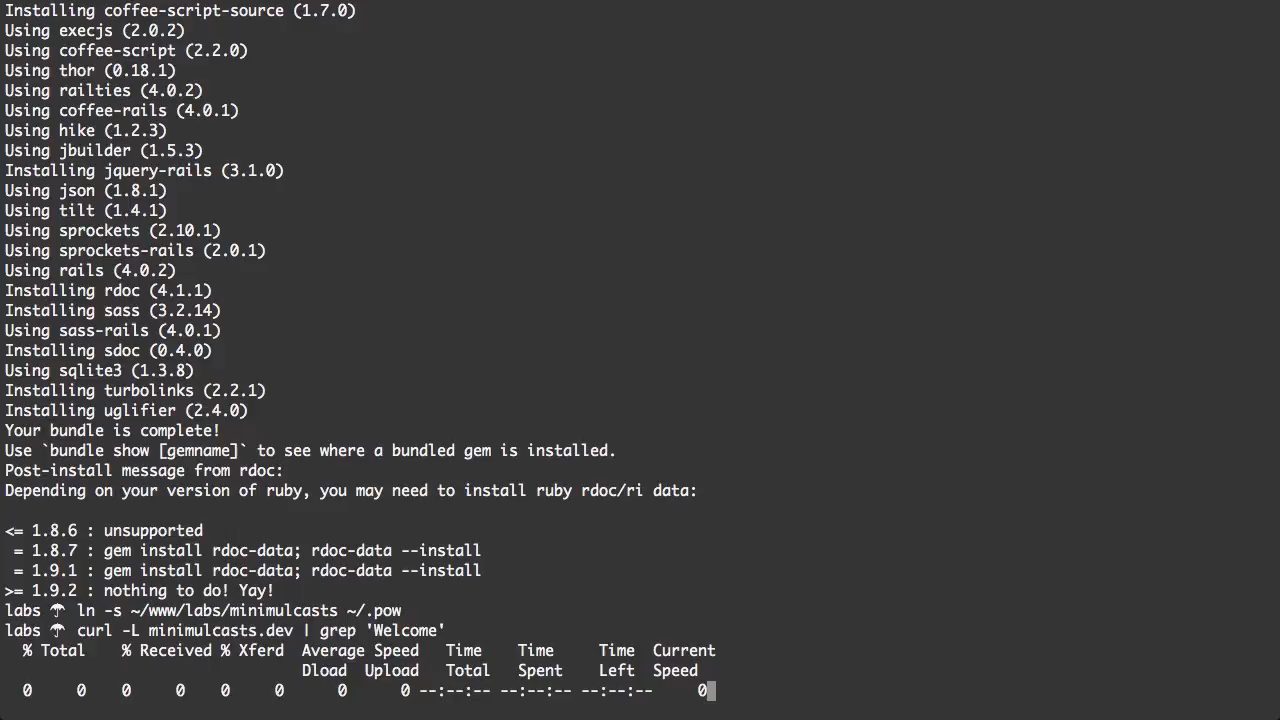 Installing coffee-script-source (1.7.0)
Using execjs (2.0.2)
Using coffee-script (2.2.0)
Using thor (0.18.1)
Using railties (4.0.2)
Using coffee-rails (4.0.1)
Using hike (1.2.3)
Using jbuilder (1.5.3)
Installing jquery-rails (3.1.0)
Using json (1.8.1)
Using tilt (1.4.1)
Using sprockets (2.10.1)
Using sprockets-rails (2.0.1)
Using rails (4.0.2)
Installing rdoc (4.1.1)
Installing sass (3.2.14)
Using sass-rails (4.0.1)
Installing sdoc (0.4.0)
Using sqlite3 (1.3.8)
Installing turbolinks (2.2.1)
Installing uglifier (2.4.0)
Your bundle is complete!
Use `bundle show [gemname]` to see where a bundled gem is installed.
Post-install message from rdoc:
Depending on your version of ruby, you may need to install ruby rdoc/ri data:
<= 1.8.6 : unsupported
 = 1.8.7 : gem install rdoc-data; rdoc-data --install
 = 1.9.1 : gem install rdoc-data; rdoc-data --install
>= 1.9.2 : nothing to do! Yay!
labs ☂ ln -s ~/www/labs/minimulcasts ~/.pow
labs ☂ curl -L minimulcasts.dev | grep 'Welcome'
  % Total    % Received % Xferd  Average Speed   Time    Time     Time  Current
                                 Dload  Upload   Total   Spent    Left  Speed
  0     0    0     0    0     0      0      0 --:--:-- --:--:-- --:--:--     0